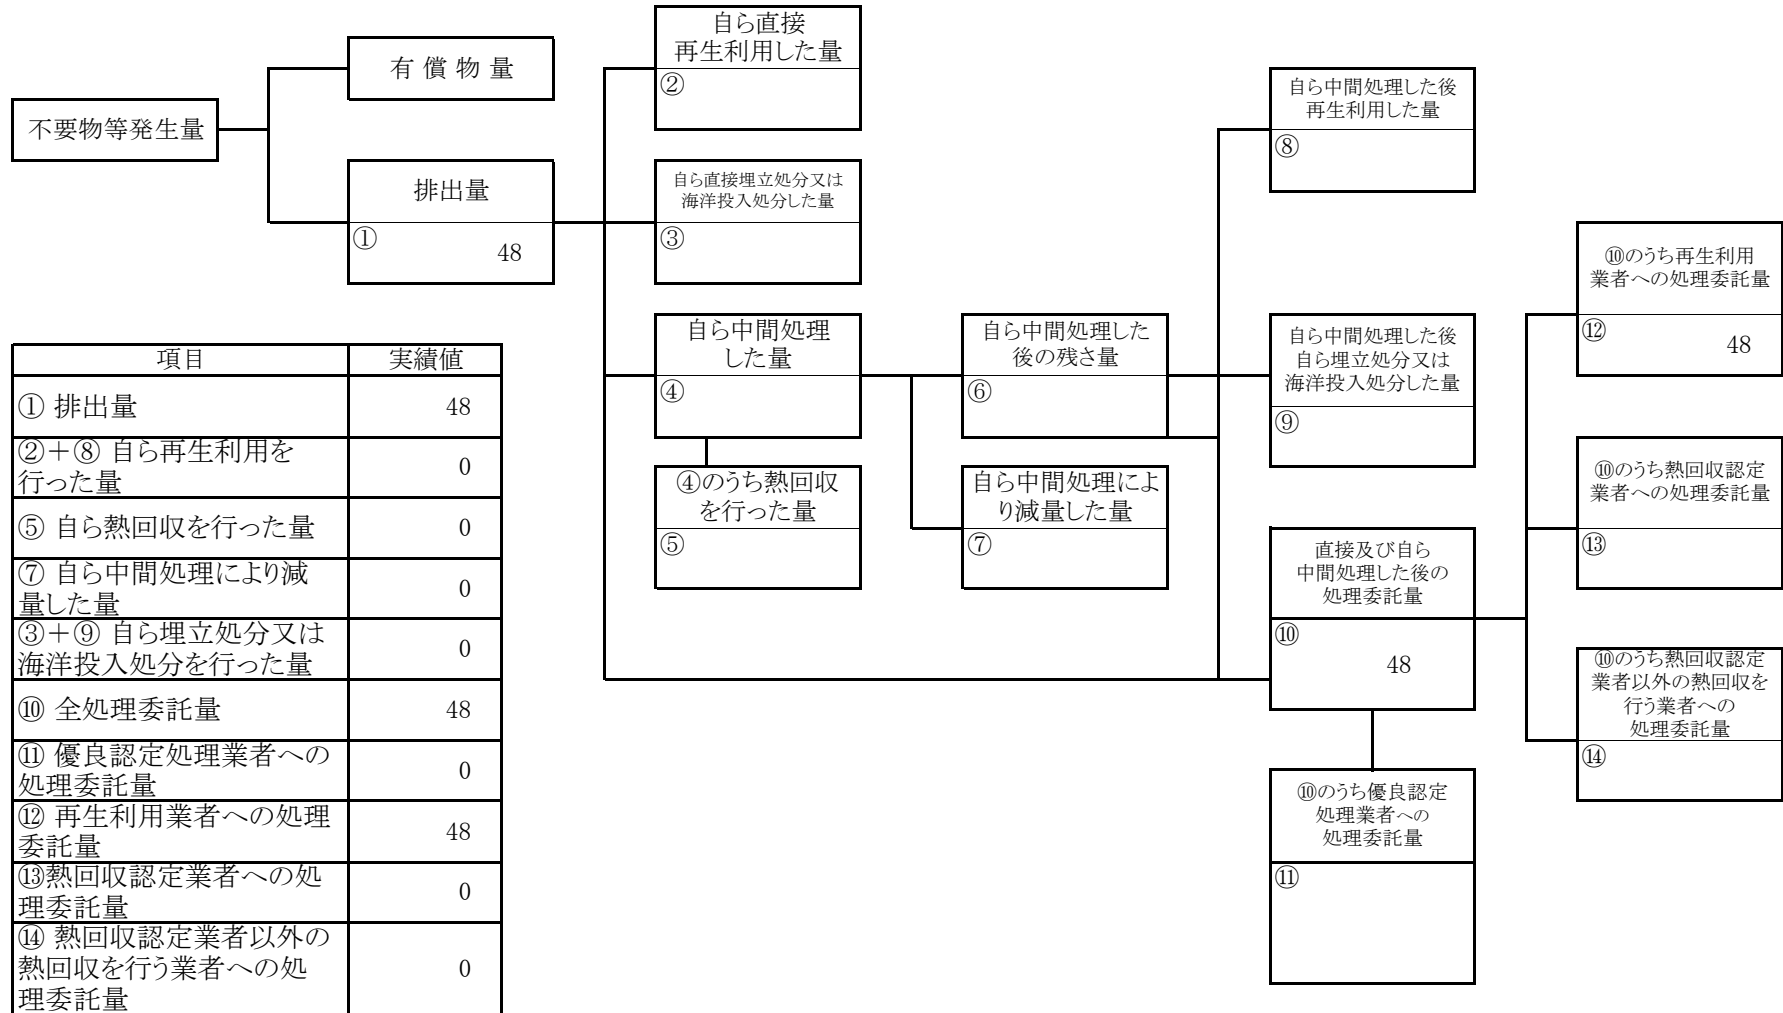 不要物等発生量
有 償 物 量
排出量
①
48
自ら直接
再生利用した量
②
自ら直接埋立処分又は
海洋投入処分した量
③
自ら中間処理
した量
④
④のうち熱回収
を行った量
⑤
自ら中間処理した
後の残さ量
⑥
自ら中間処理によ
り減量した量
⑦
自ら中間処理した後
再生利用した量
⑧
自ら中間処理した後
自ら埋立処分又は
海洋投入処分した量
⑨
直接及び自ら
中間処理した後の
処理委託量
⑩
48
⑩のうち優良認定
処理業者への
処理委託量
⑪
⑩のうち再生利用
業者への処理委託量
⑫
48
⑩のうち熱回収認定
業者への処理委託量
⑬
⑩のうち熱回収認定
業者以外の熱回収を
行う業者への
処理委託量
⑭
項目 実績値
① 排出量 48
②+⑧ 自ら再生利用を
行った量 0
⑤ 自ら熱回収を行った量 0
⑦ 自ら中間処理により減
量した量 0
③+⑨ 自ら埋立処分又は
海洋投入処分を行った量 0
⑩ 全処理委託量 48
⑪ 優良認定処理業者への
処理委託量 0
⑫ 再生利用業者への処理
委託量 48
⑬熱回収認定業者への処
理委託量 0
⑭ 熱回収認定業者以外の
熱回収を行う業者への処 0
理委託量